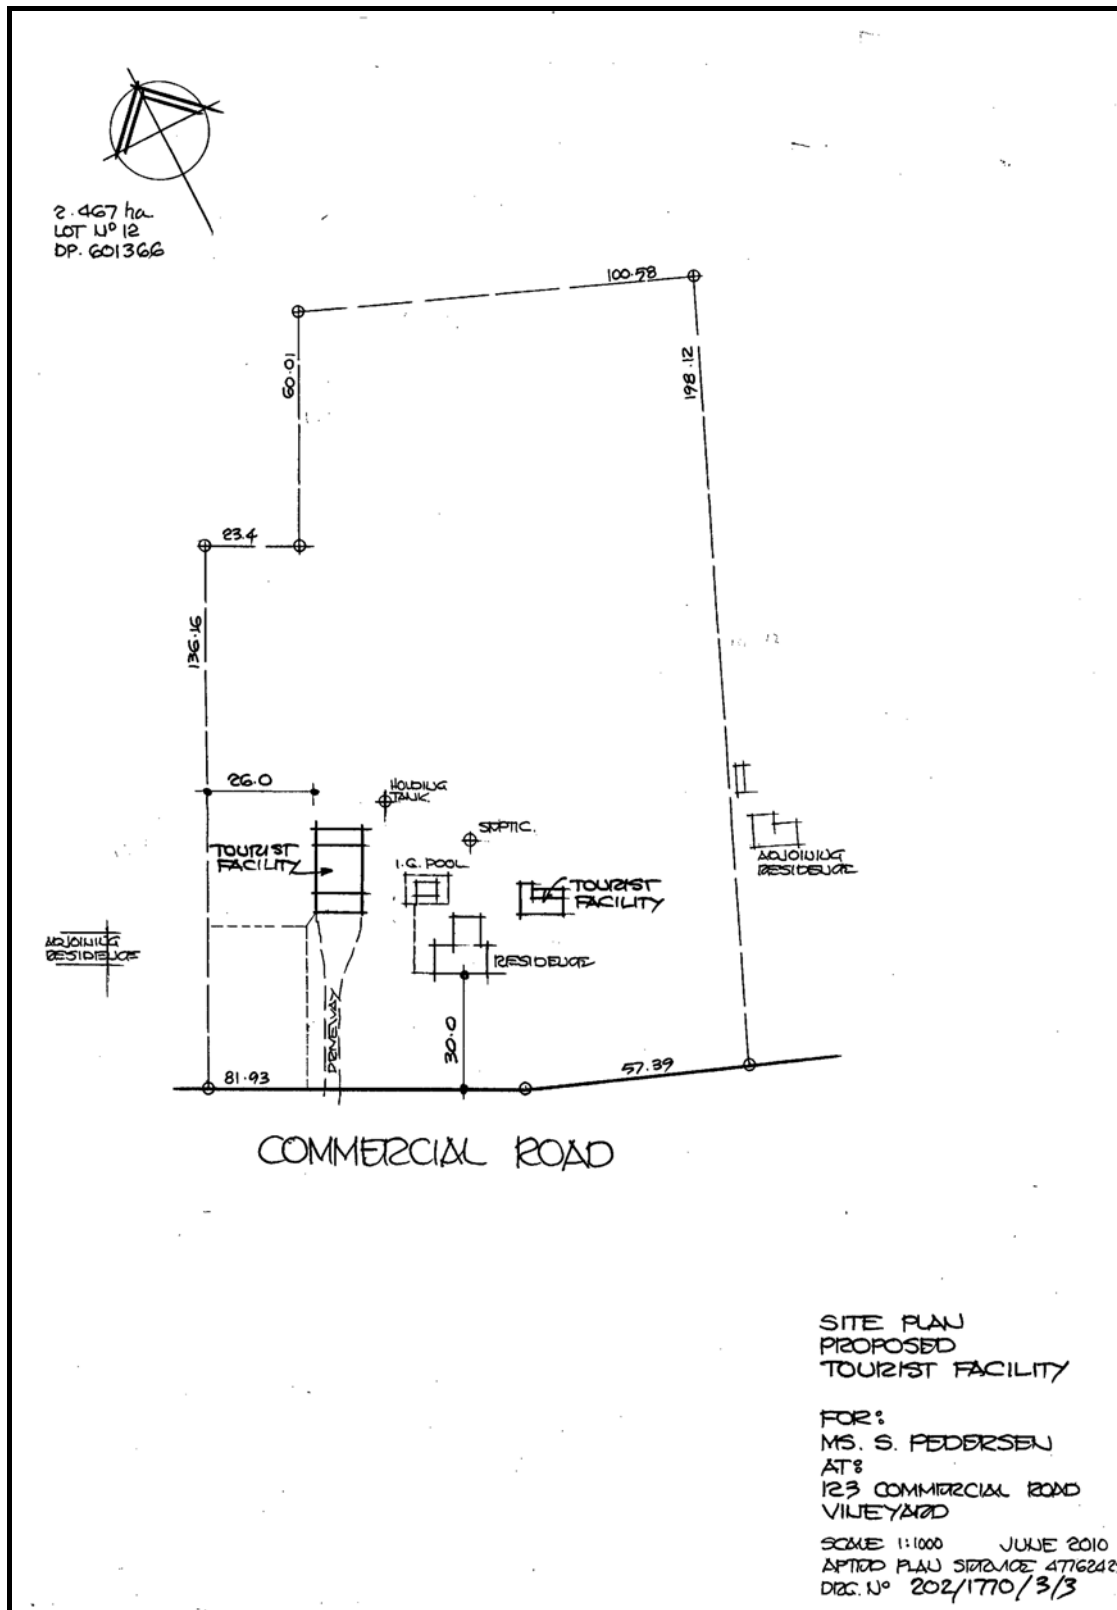 2.467 ha
LOT Nº 12
DP. 601366
100.58
60.01
198.12
23.4
136.16
26.0
HOLDING
TANK.
SEPTIC.
TOURIST
FACILITY
I.G. POOL
TOURIST
FACILITY
ADJOINING
RESIDENCE
ADJOINING
RESIDENCE
RESIDENCE
DRIVEWAY
30.0
81.93
57.39
COMMERCIAL ROAD
SITE PLAN
PROPOSED
TOURIST FACILITY
FOR:
MS. S. PEDERSEN
AT:
123 COMMERCIAL ROAD
VINEYARD
SCALE 1:1000 JUNE 2010
PLAN SERVICE 4776242
DRG. Nº 202/1770/3/3